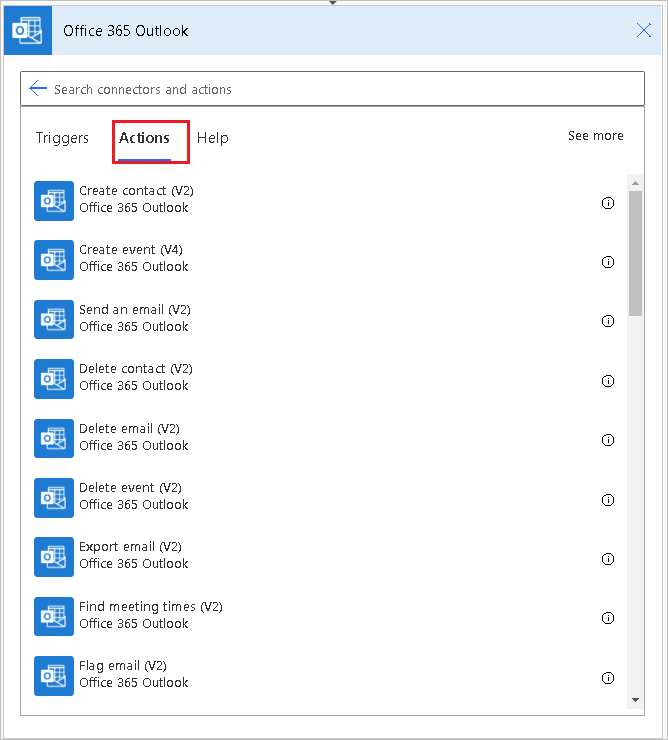 Office 365 Outlook
Search connectors and actions
Triggers Actions Help See more
Create contact (V2)
Office 365 Outlook
Create event (V4)
Office 365 Outlook
Send an email (V2)
Office 365 Outlook
Delete contact (V2)
Office 365 Outlook
Delete email (V2)
Office 365 Outlook
Delete event (V2)
Office 365 Outlook
Export email (V2)
Office 365 Outlook
Find meeting times (V2)
Office 365 Outlook
Flag email (V2)
Office 365 Outlook